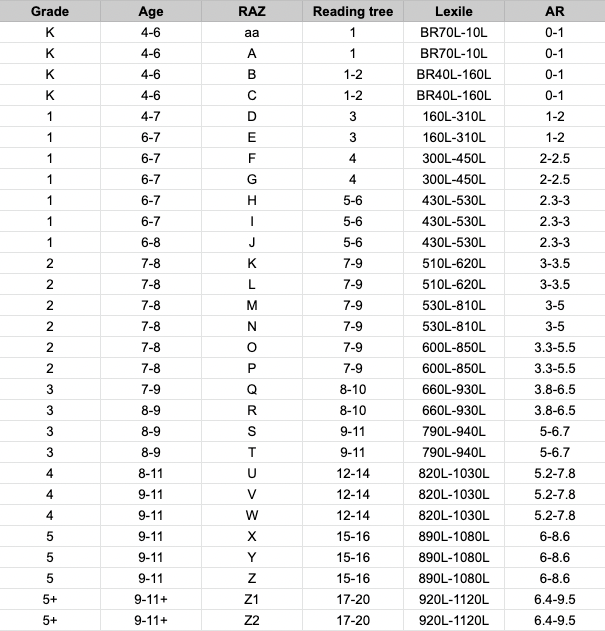 Grade Age RAZ Reading tree Lexile AR
K 4-6 aa 1 BR70L-10L 0-1
K 4-6 A 1 BR70L-10L 0-1
K 4-6 B 1-2 BR40L-160L 0-1
K 4-6 C 1-2 BR40L-160L 0-1
1 4-7 D 3 160L-310L 1-2
1 6-7 E 3 160L-310L 1-2
1 6-7 F 4 300L-450L 2-2.5
1 6-7 G 4 300L-450L 2-2.5
1 6-7 H 5-6 430L-530L 2.3-3
1 6-7 I 5-6 430L-530L 2.3-3
1 6-8 J 5-6 430L-530L 2.3-3
2 7-8 K 7-9 510L-620L 3-3.5
2 7-8 L 7-9 510L-620L 3-3.5
2 7-8 M 7-9 530L-810L 3-5
2 7-8 N 7-9 530L-810L 3-5
2 7-8 O 7-9 600L-850L 3.3-5.5
2 7-8 P 7-9 600L-850L 3.3-5.5
3 7-9 Q 8-10 660L-930L 3.8-6.5
3 8-9 R 8-10 660L-930L 3.8-6.5
3 8-9 S 9-11 790L-940L 5-6.7
3 8-9 T 9-11 790L-940L 5-6.7
4 8-11 U 12-14 820L-1030L 5.2-7.8
4 9-11 V 12-14 820L-1030L 5.2-7.8
4 9-11 W 12-14 820L-1030L 5.2-7.8
5 9-11 X 15-16 890L-1080L 6-8.6
5 9-11 Y 15-16 890L-1080L 6-8.6
5 9-11 Z 15-16 890L-1080L 6-8.6
5+ 9-11+ Z1 17-20 920L-1120L 6.4-9.5
5+ 9-11+ Z2 17-20 920L-1120L 6.4-9.5